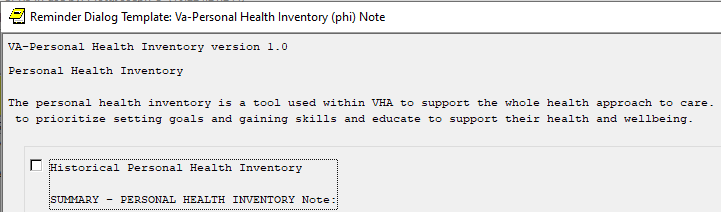 Reminder Dialog Template: Va-Personal Health Inventory (phi) Note
VA-Personal Health Inventory version 1.0
Personal Health Inventory
The personal health inventory is a tool used within VHA to support the whole health approach to care.
to prioritize setting goals and gaining skills and educate to support their health and wellbeing.
Historical Personal Health Inventory
SUMMARY - PERSONAL HEALTH INVENTORY Note: